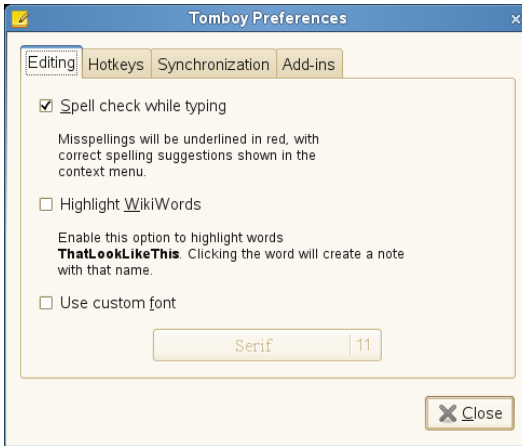 Tomboy Preferences
Editing Hotkeys Synchronization Add-ins
Spell check while typing
Misspellings will be underlined in red, with
correct spelling suggestions shown in the
context menu.
Highlight WikiWords
Enable this option to highlight words
ThatLookLikeThis. Clicking the word will create a note
with that name.
Use custom font
Serif 11
Close